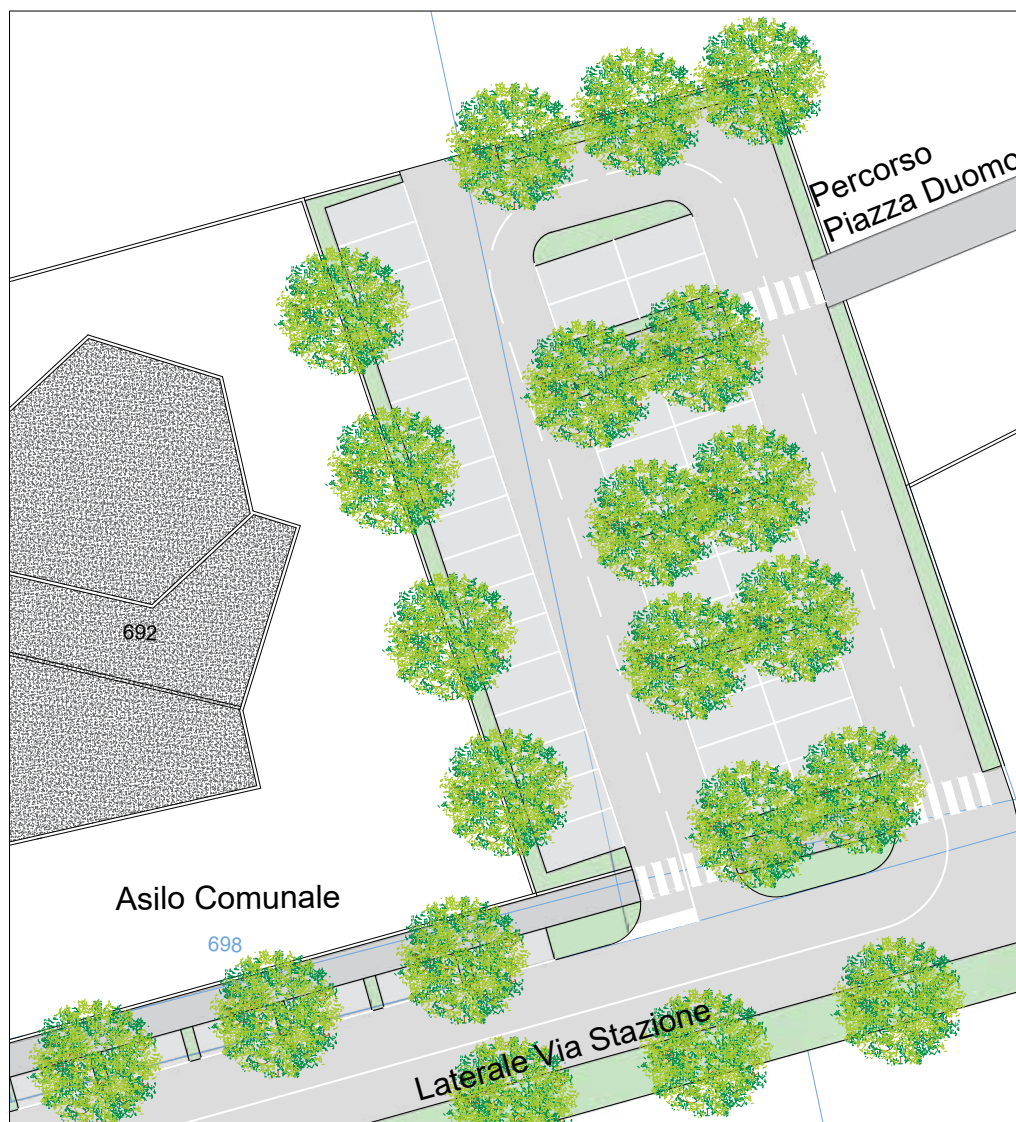 Percorso
Piazza Duomo
692
Asilo Comunale
698
Laterale Via Stazione